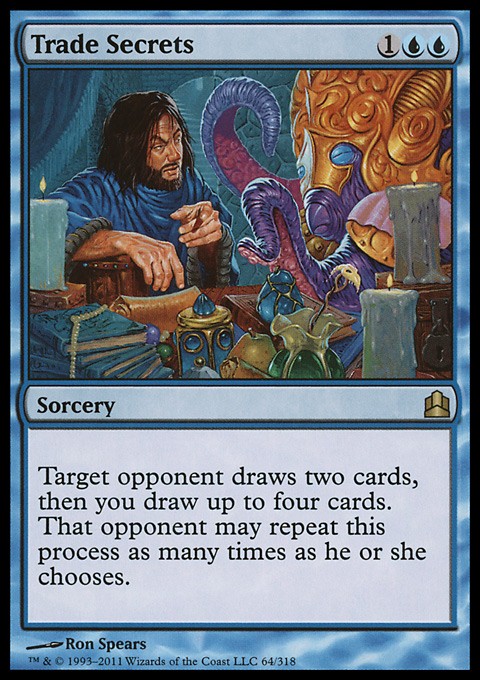 Trade Secrets 1
Sorcery
Target opponent draws two cards,
then you draw up to four cards.
That opponent may repeat this
process as many times as he or she
chooses.
Ron Spears
™ & © 1993–2011 Wizards of the Coast LLC 64/318